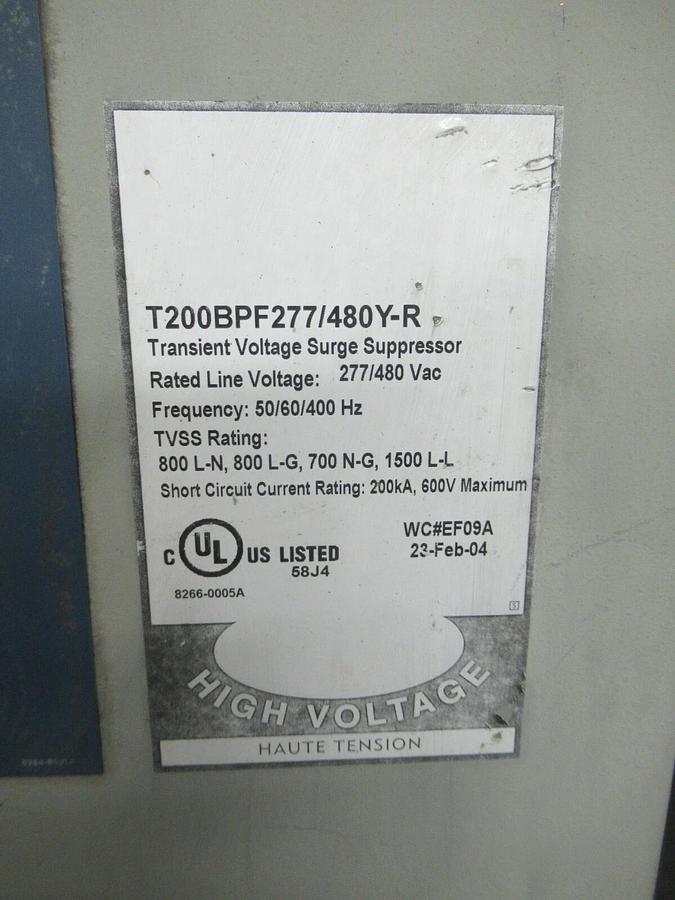 T200BPF277/480Y-R
Transient Voltage Surge Suppressor
Rated Line Voltage: 277/480 Vac
Frequency: 50/60/400 Hz
TVSS Rating:
800 L-N, 800 L-G, 700 N-G, 1500 L-L
Short Circuit Current Rating: 200kA, 600V Maximum
C UL US LISTED
58J4
WC#EF09A
23-Feb-04
8266-0005A
HIGH VOLTAGE
HAUTE TENSION